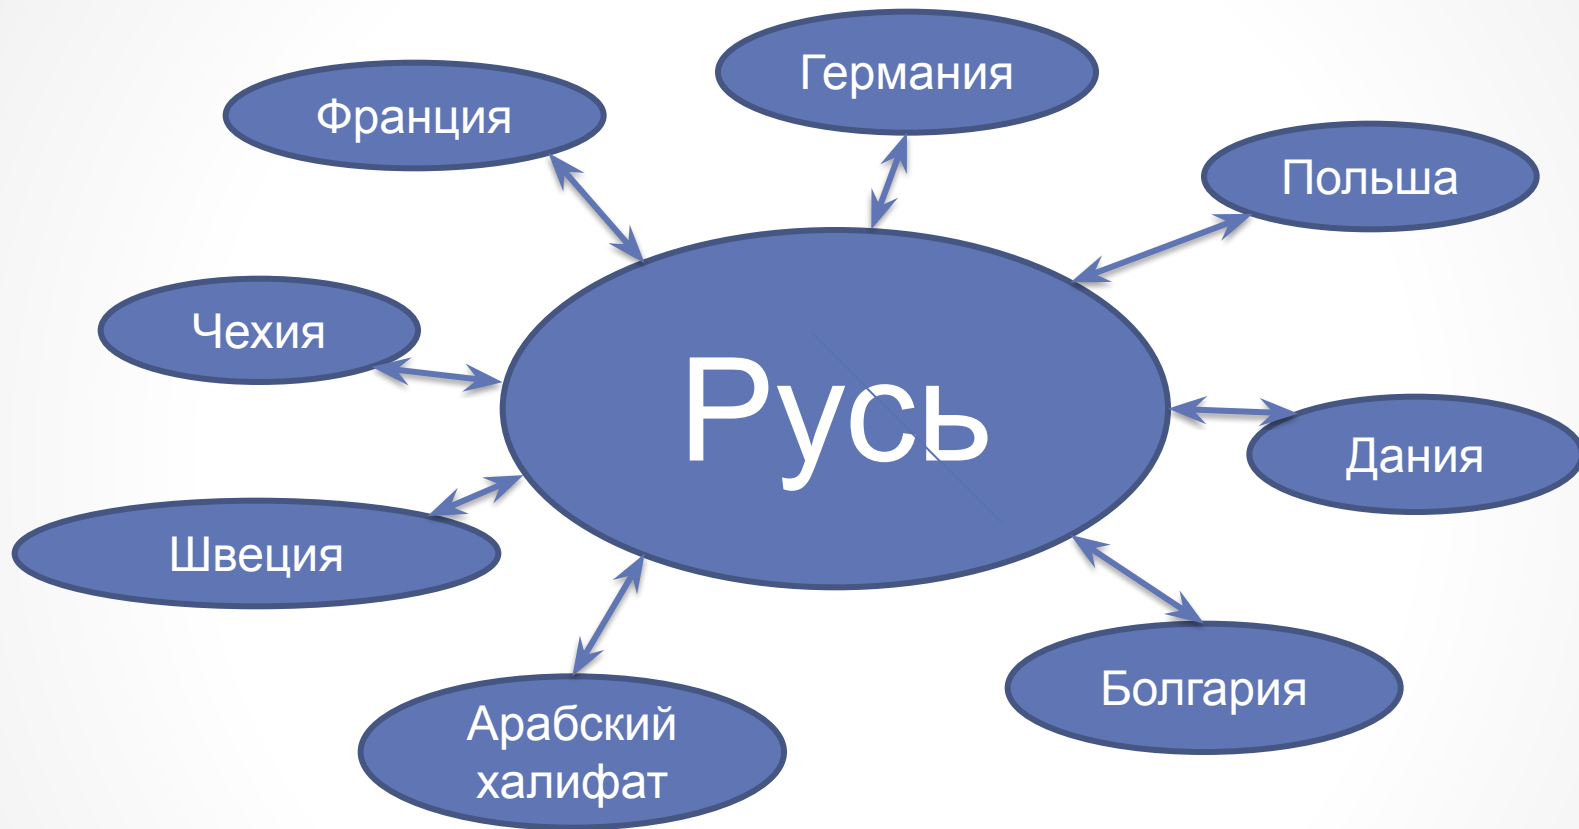 Германия
Франция
Польша
Чехия
Русь
Дания
Швеция
Болгария
Арабский
халифат